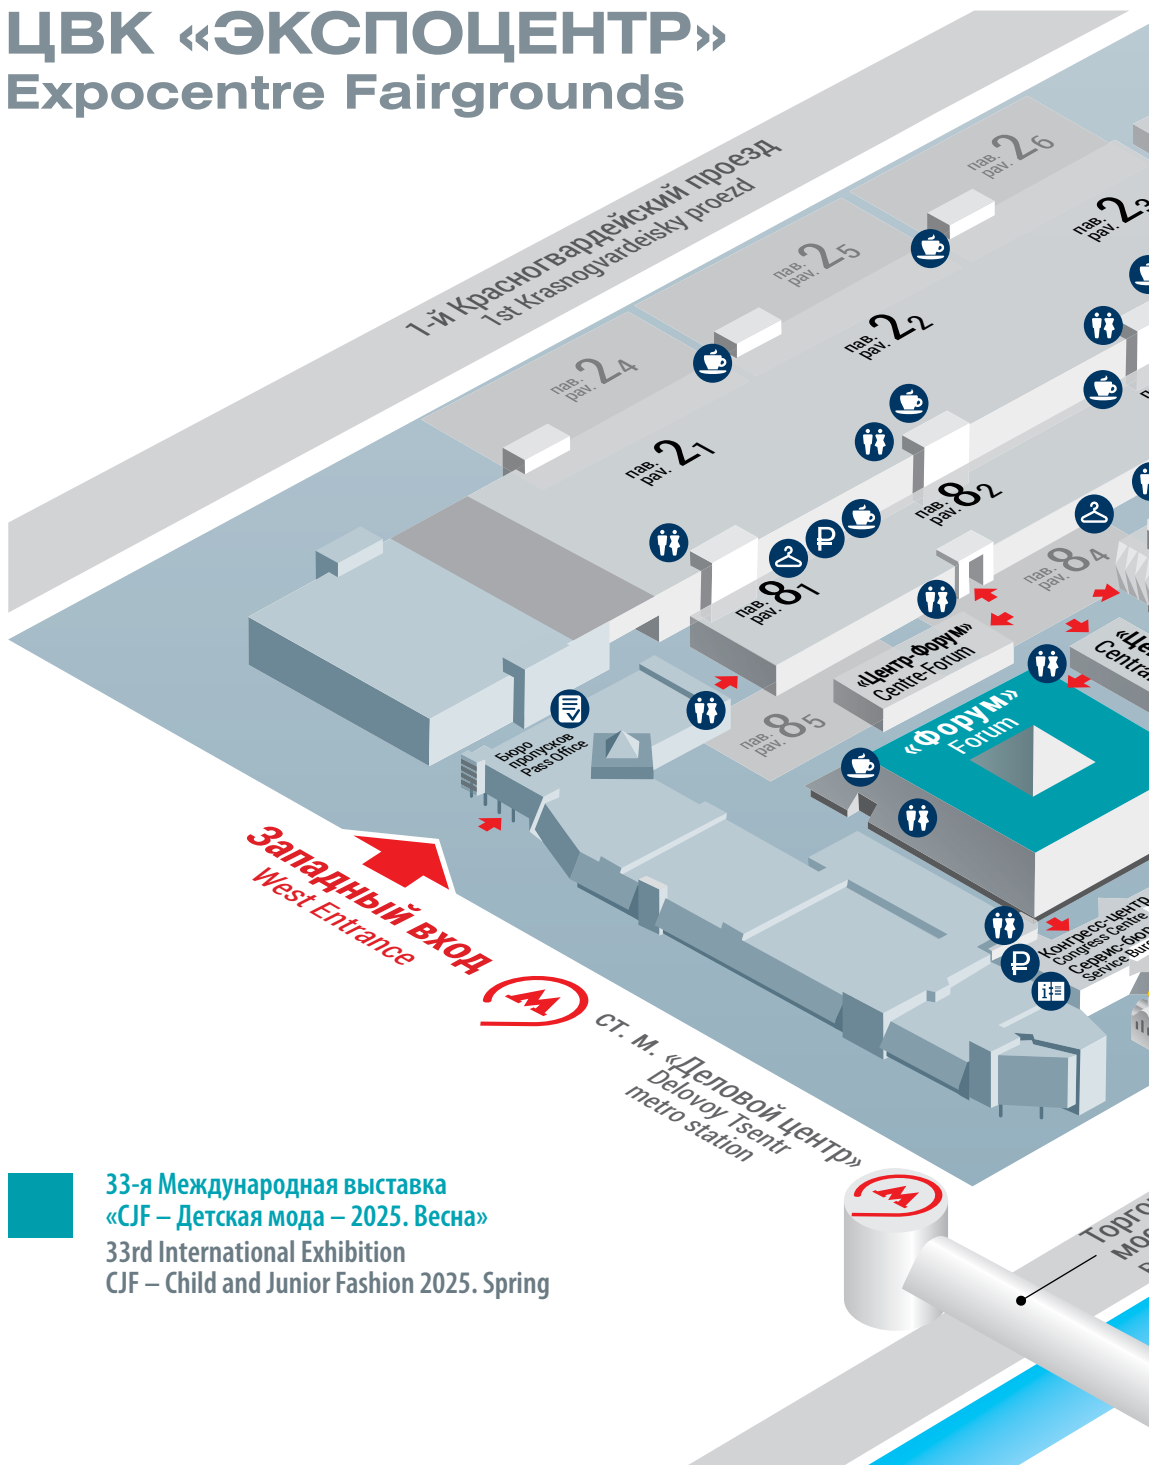 ЦВК «ЭКСПОЦЕНТР»
Expocentre Fairgrounds
1-й Красногвардейский проезд
1st Krasnogvardeisky proezd
пав.
pav. 26
пав.
pav. 23
пав.
pav. 25
пав.
pav. 22
пав.
pav. 24
пав.
pav. 21
пав.
pav. 82
пав.
pav. 84
пав.
pav. 81
«Центр-Форум»
Centre-Forum
пав.
pav. 85
«Форум»
Forum
Бюро
пропусков
Pass Office
Западный вход
West Entrance
Конгресс-центр
Congress Centre
ст. м. «Деловой центр»
Delovoy Tsentr
metro station
33-я Международная выставка
«CJF – Детская мода – 2025. Весна»
33rd International Exhibition
CJF – Child and Junior Fashion 2025. Spring